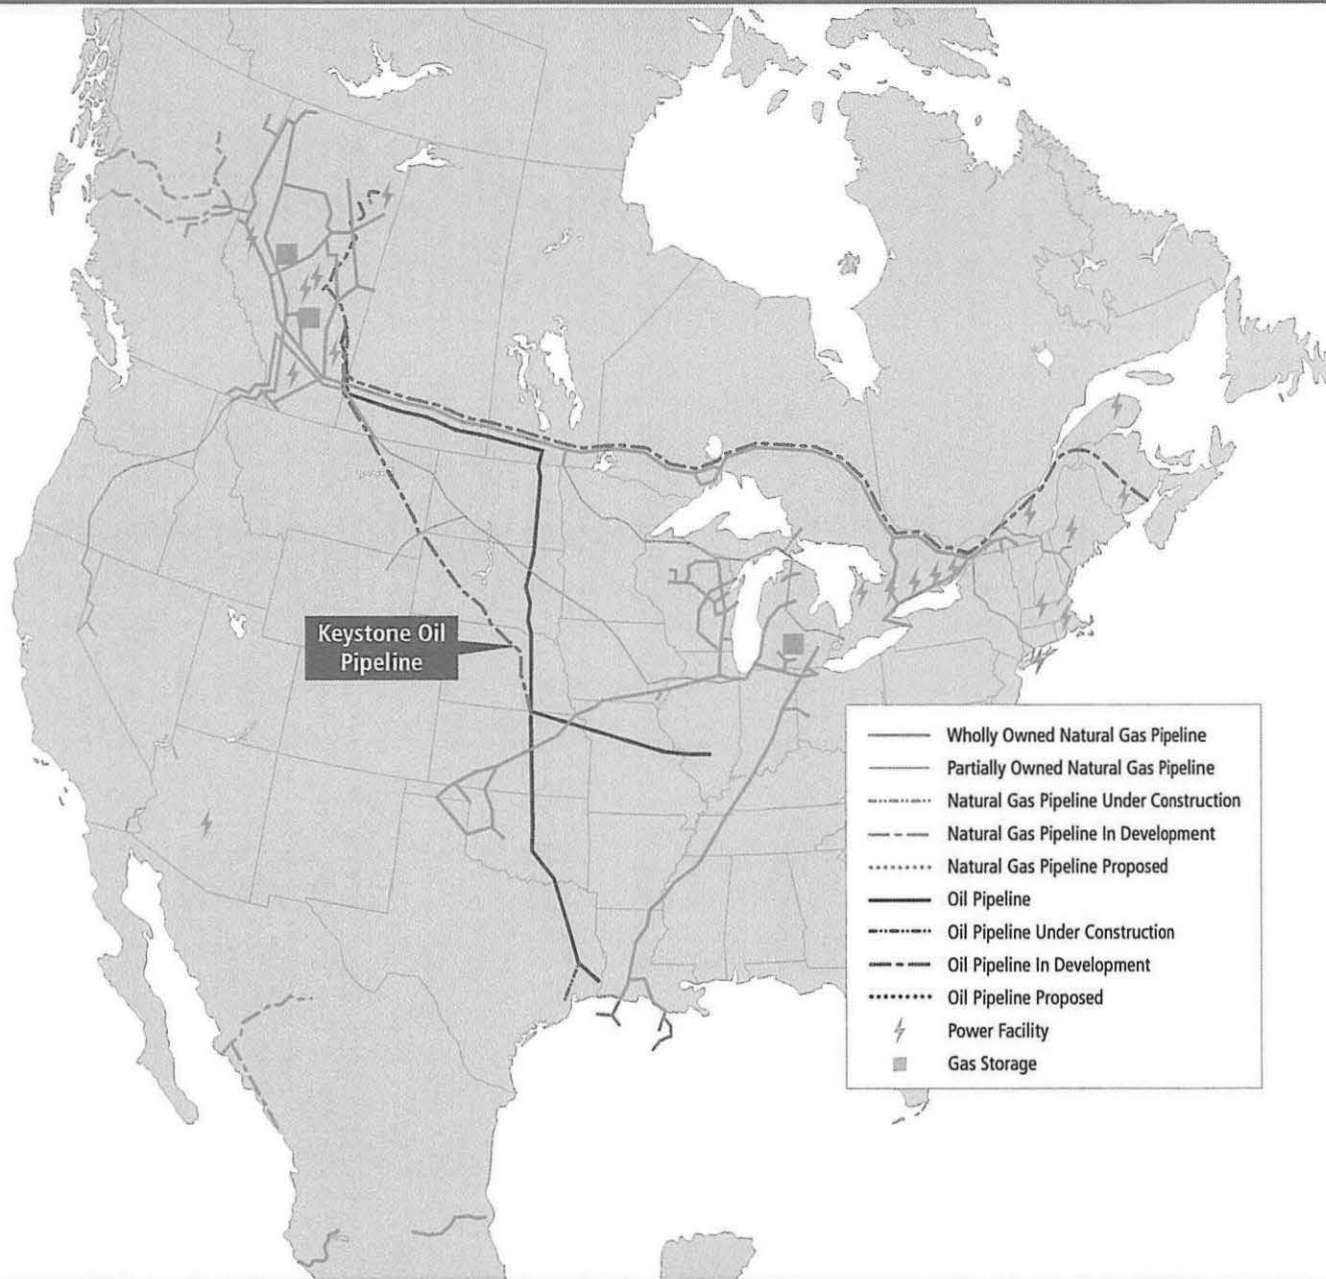 Keystone Oil
Pipeline
Wholly Owned Natural Gas Pipeline
Partially Owned Natural Gas Pipeline
Natural Gas Pipeline Under Construction
Natural Gas Pipeline In Development
Natural Gas Pipeline Proposed
Oil Pipeline
Oil Pipeline Under Construction
Oil Pipeline In Development
Oil Pipeline Proposed
Power Facility
Gas Storage